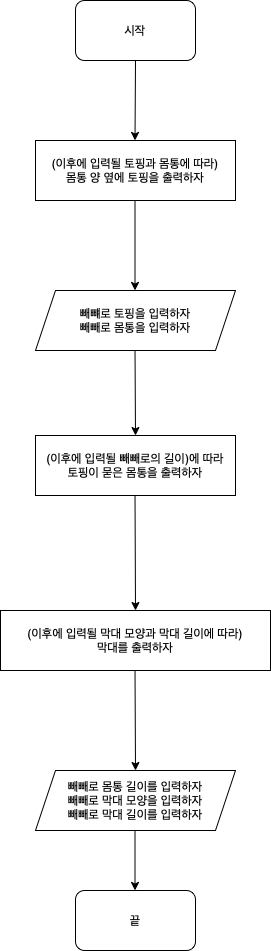 시작
(이후에 입력될 토핑과 몸통에 따라)
몸통 양 옆에 토핑을 출력하자
빼빼로 토핑을 입력하자
빼빼로 몸통을 입력하자
(이후에 입력될 빼빼로의 길이)에 따라
토핑이 묻은 몸통을 출력하자
(이후에 입력될 막대 모양과 막대 길이에 따라)
막대를 출력하자
빼빼로 몸통 길이를 입력하자
빼빼로 막대 모양을 입력하자
빼빼로 막대 길이를 입력하자
끝